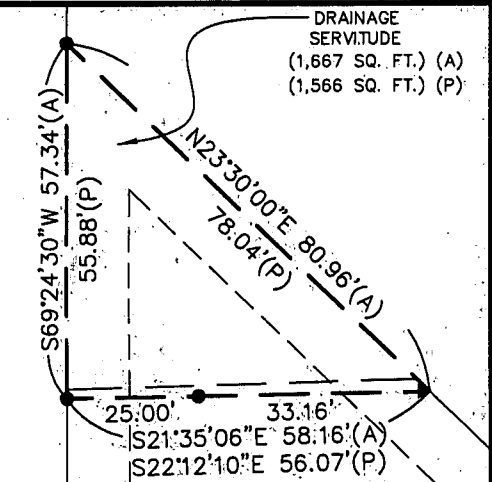 DRAINAGE
SERVITUDE
(1,667 SQ. FT.) (A)
(1,566 SQ. FT.) (P)
S69°24'30"W 57.34'(A)
55.88'(P)
N23°30'00"E 80.96'(A)
78.04'(P)
25.00' 33.16'
S21°35'06"E 58.16'(A)
S22°12'10"E 56.07'(P)